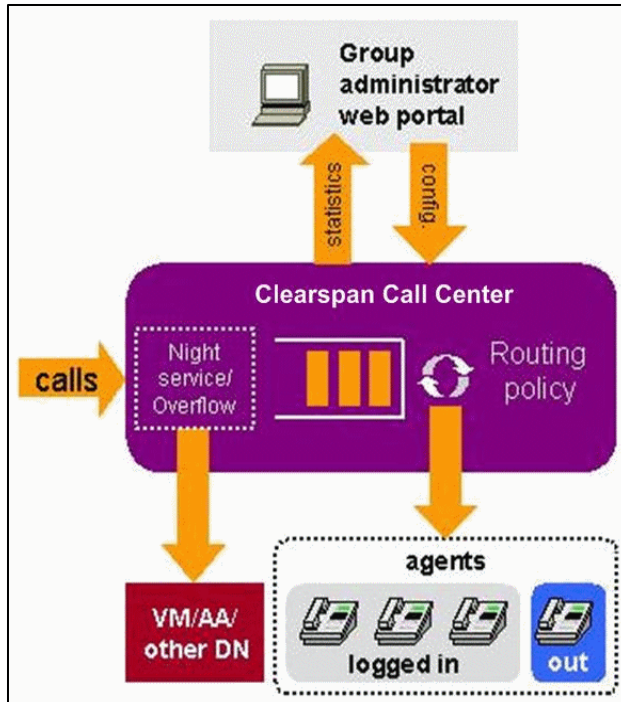 Group
administrator
web portal
statistics
config.
Clearspan Call Center
calls
Night
service/
Overflow
Routing
policy
VM/AA/
other DN
agents
logged in
out